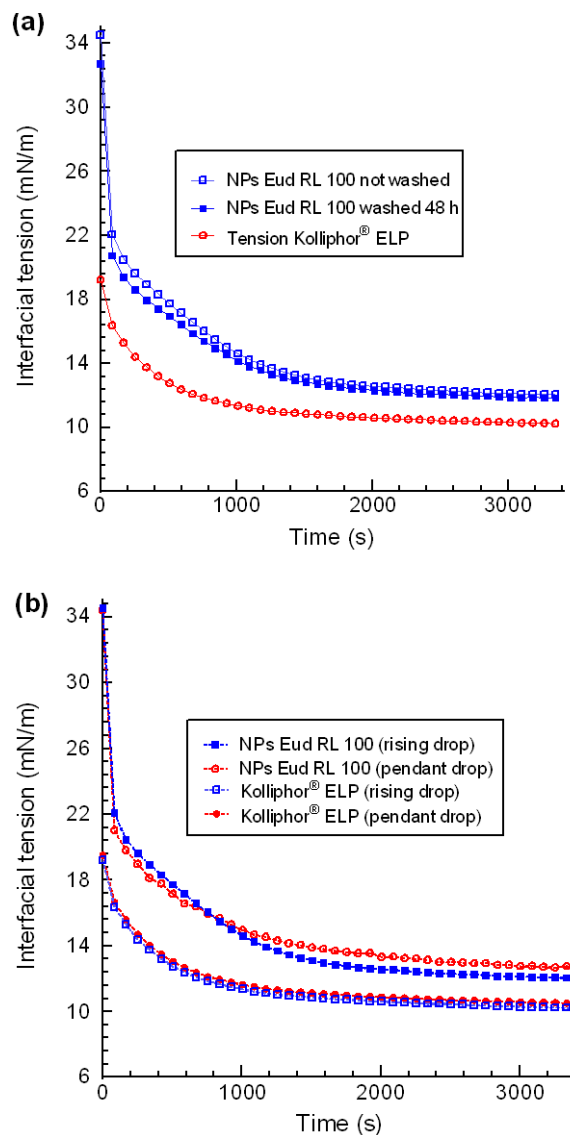 (a)
34
30
26
22
18
14
10
6
Interfacial tension (mN/m)
NPs Eud RL 100 not washed
NPs Eud RL 100 washed 48 h
Tension Kolliphor® ELP
0 1000 2000 3000
Time (s)
(b)
34
30
26
22
18
14
10
6
Interfacial tension (mN/m)
NPs Eud RL 100 (rising drop)
NPs Eud RL 100 (pendant drop)
Kolliphor® ELP (rising drop)
Kolliphor® ELP (pendant drop)
0 1000 2000 3000
Time (s)